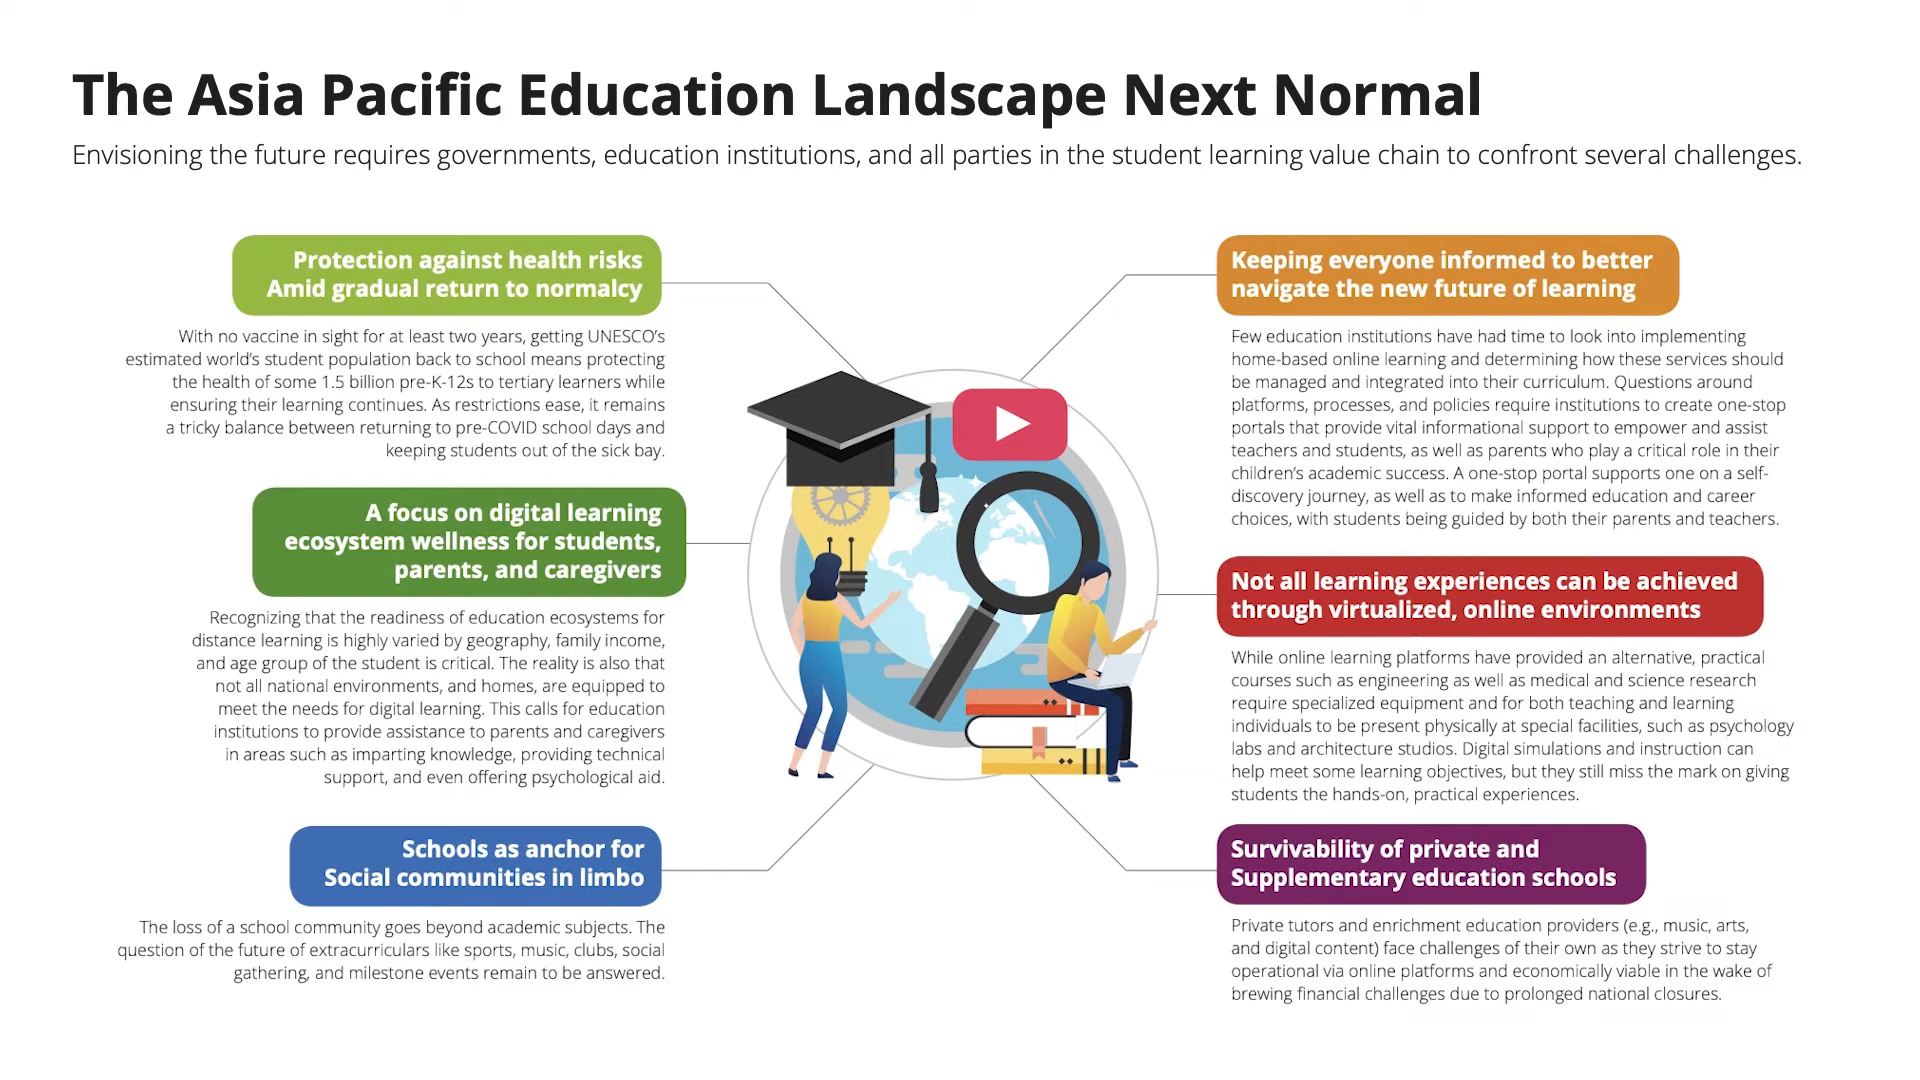 The Asia Pacific Education Landscape Next Normal
Envisioning the future requires governments, education institutions, and all parties in the student learning value chain to confront several challenges.
Protection against health risks
Amid gradual return to normalcy
With no vaccine in sight for at least two years, getting UNESCO’s
estimated world’s student population back to school means protecting
the health of some 1.5 billion pre-K-12s to tertiary learners while
ensuring their learning continues. As restrictions ease, it remains
a tricky balance between returning to pre-COVID school days and
keeping students out of the sick bay.
A focus on digital learning
ecosystem wellness for students,
parents, and caregivers
Recognizing that the readiness of education ecosystems for
distance learning is highly varied by geography, family income,
and age group of the student is critical. The reality is also that
not all national environments, and homes, are equipped to
meet the needs for digital learning. This calls for education
institutions to provide assistance to parents and caregivers
in areas such as imparting knowledge, providing technical
support, and even offering psychological aid.
Schools as anchor for
Social communities in limbo
The loss of a school community goes beyond academic subjects. The
question of the future of extracurriculars like sports, music, clubs, social
gathering, and milestone events remain to be answered.
Keeping everyone informed to better
navigate the new future of learning
Few education institutions have had time to look into implementing
home-based online learning and determining how these services should
be managed and integrated into their curriculum. Questions around
platforms, processes, and policies require institutions to create one-stop
portals that provide vital informational support to empower and assist
teachers and students, as well as parents who play a critical role in their
children’s academic success. A one-stop portal supports one on a self-
discovery journey, as well as to make informed education and career
choices, with students being guided by both their parents and teachers.
Not all learning experiences can be achieved
through virtualized, online environments
While online learning platforms have provided an alternative, practical
courses such as engineering as well as medical and science research
require specialized equipment and for both teaching and learning
individuals to be present physically at special facilities, such as psychology
labs and architecture studios. Digital simulations and instruction can
help meet some learning objectives, but they still miss the mark on giving
students the hands-on, practical experiences.
Survivability of private and
Supplementary education schools
Private tutors and enrichment education providers (e.g., music, arts,
and digital content) face challenges of their own as they strive to stay
operational via online platforms and economically viable in the wake of
brewing financial challenges due to prolonged national closures.